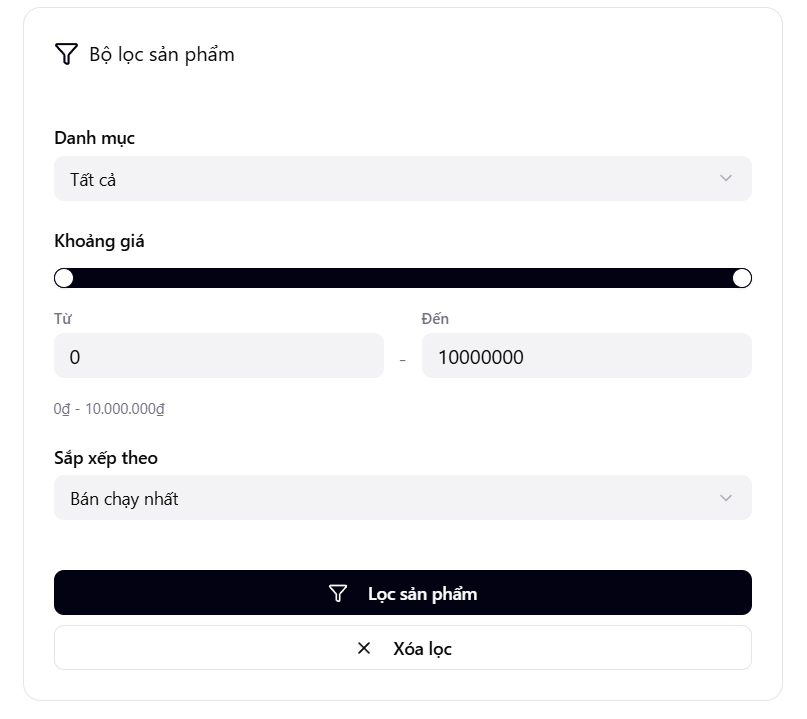 Bộ lọc sản phẩm
Danh mục
Tất cả
Khoảng giá
Từ
Đến
0
-
10000000
0₫ - 10.000.000₫
Sắp xếp theo
Bán chạy nhất
Lọc sản phẩm
Xóa lọc